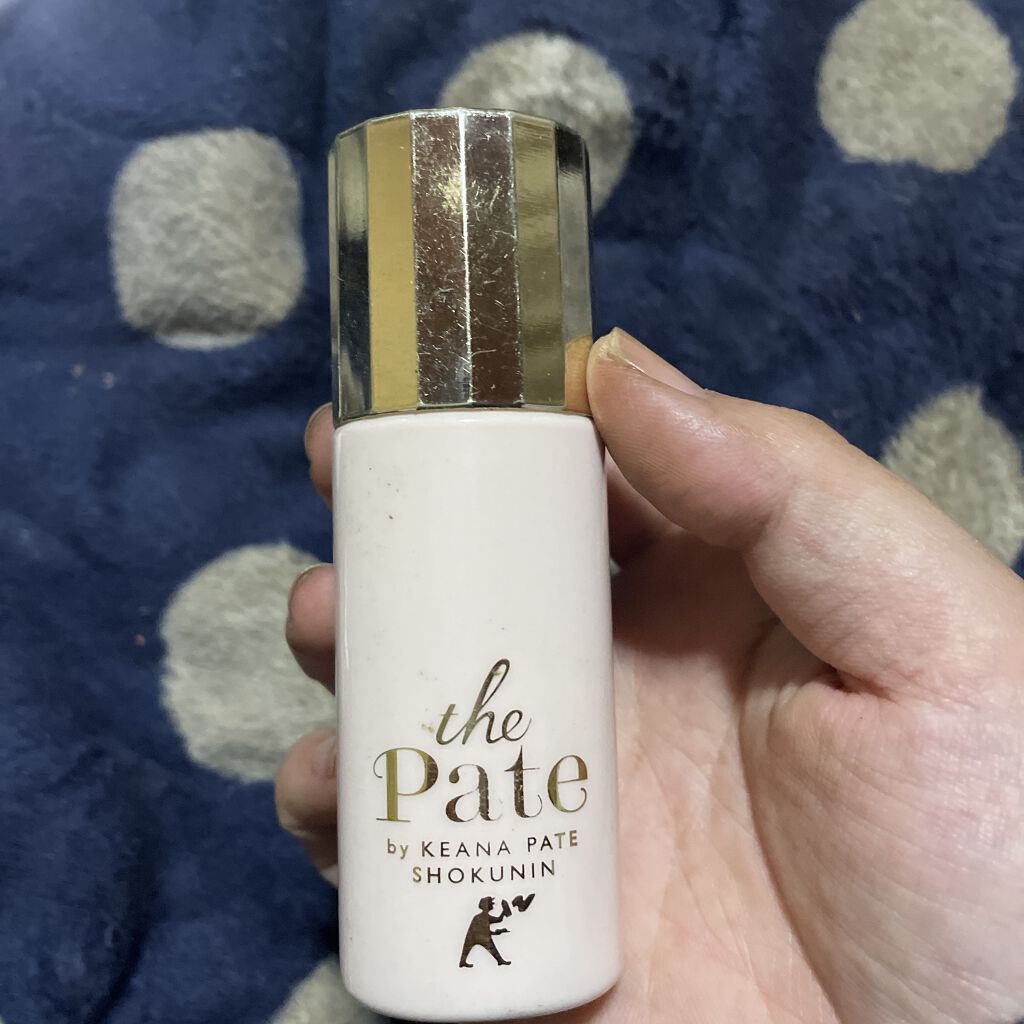 the
Pate
by KEANA PATE
SHOKUNIN